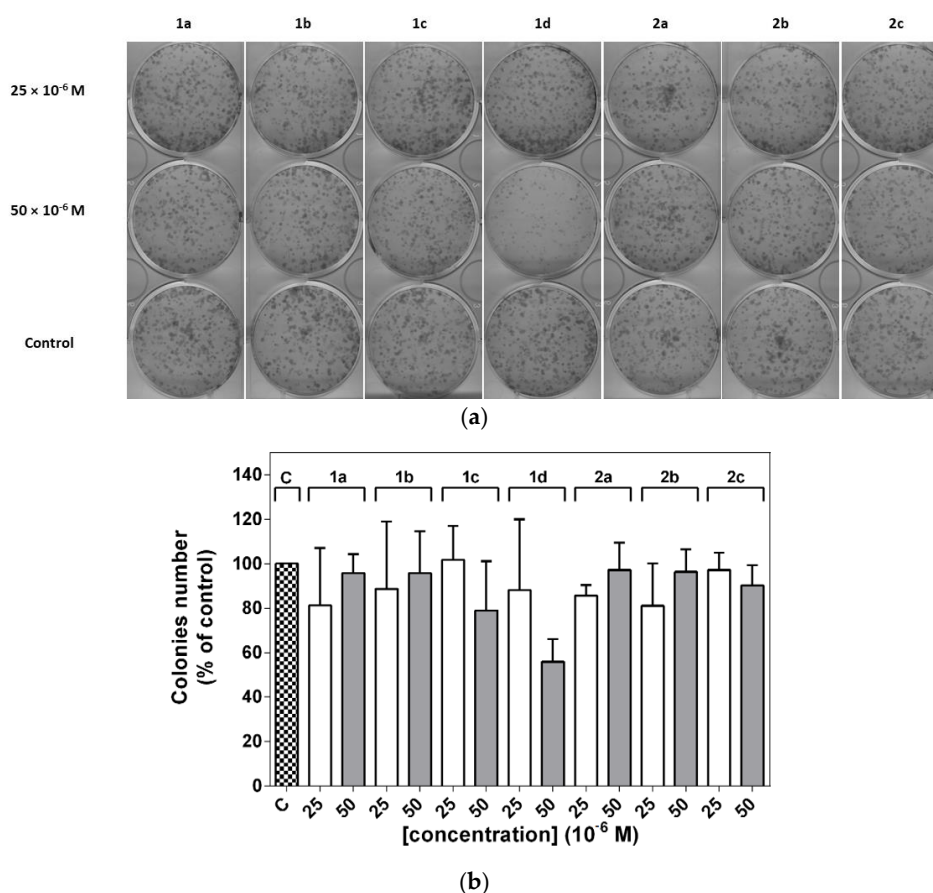 1a 1b 1c 1d 2a 2b 2c
25 × 10⁻⁶ M
50 × 10⁻⁶ M
Control
(a)
Colonies number
(% of control)
140
120
100
80
60
40
20
0
C 1a 1b 1c 1d 2a 2b 2c
C 25 50 25 50 25 50 25 50 25 50 25 50 25 50
[concentration] (10⁻⁶ M)
(b)